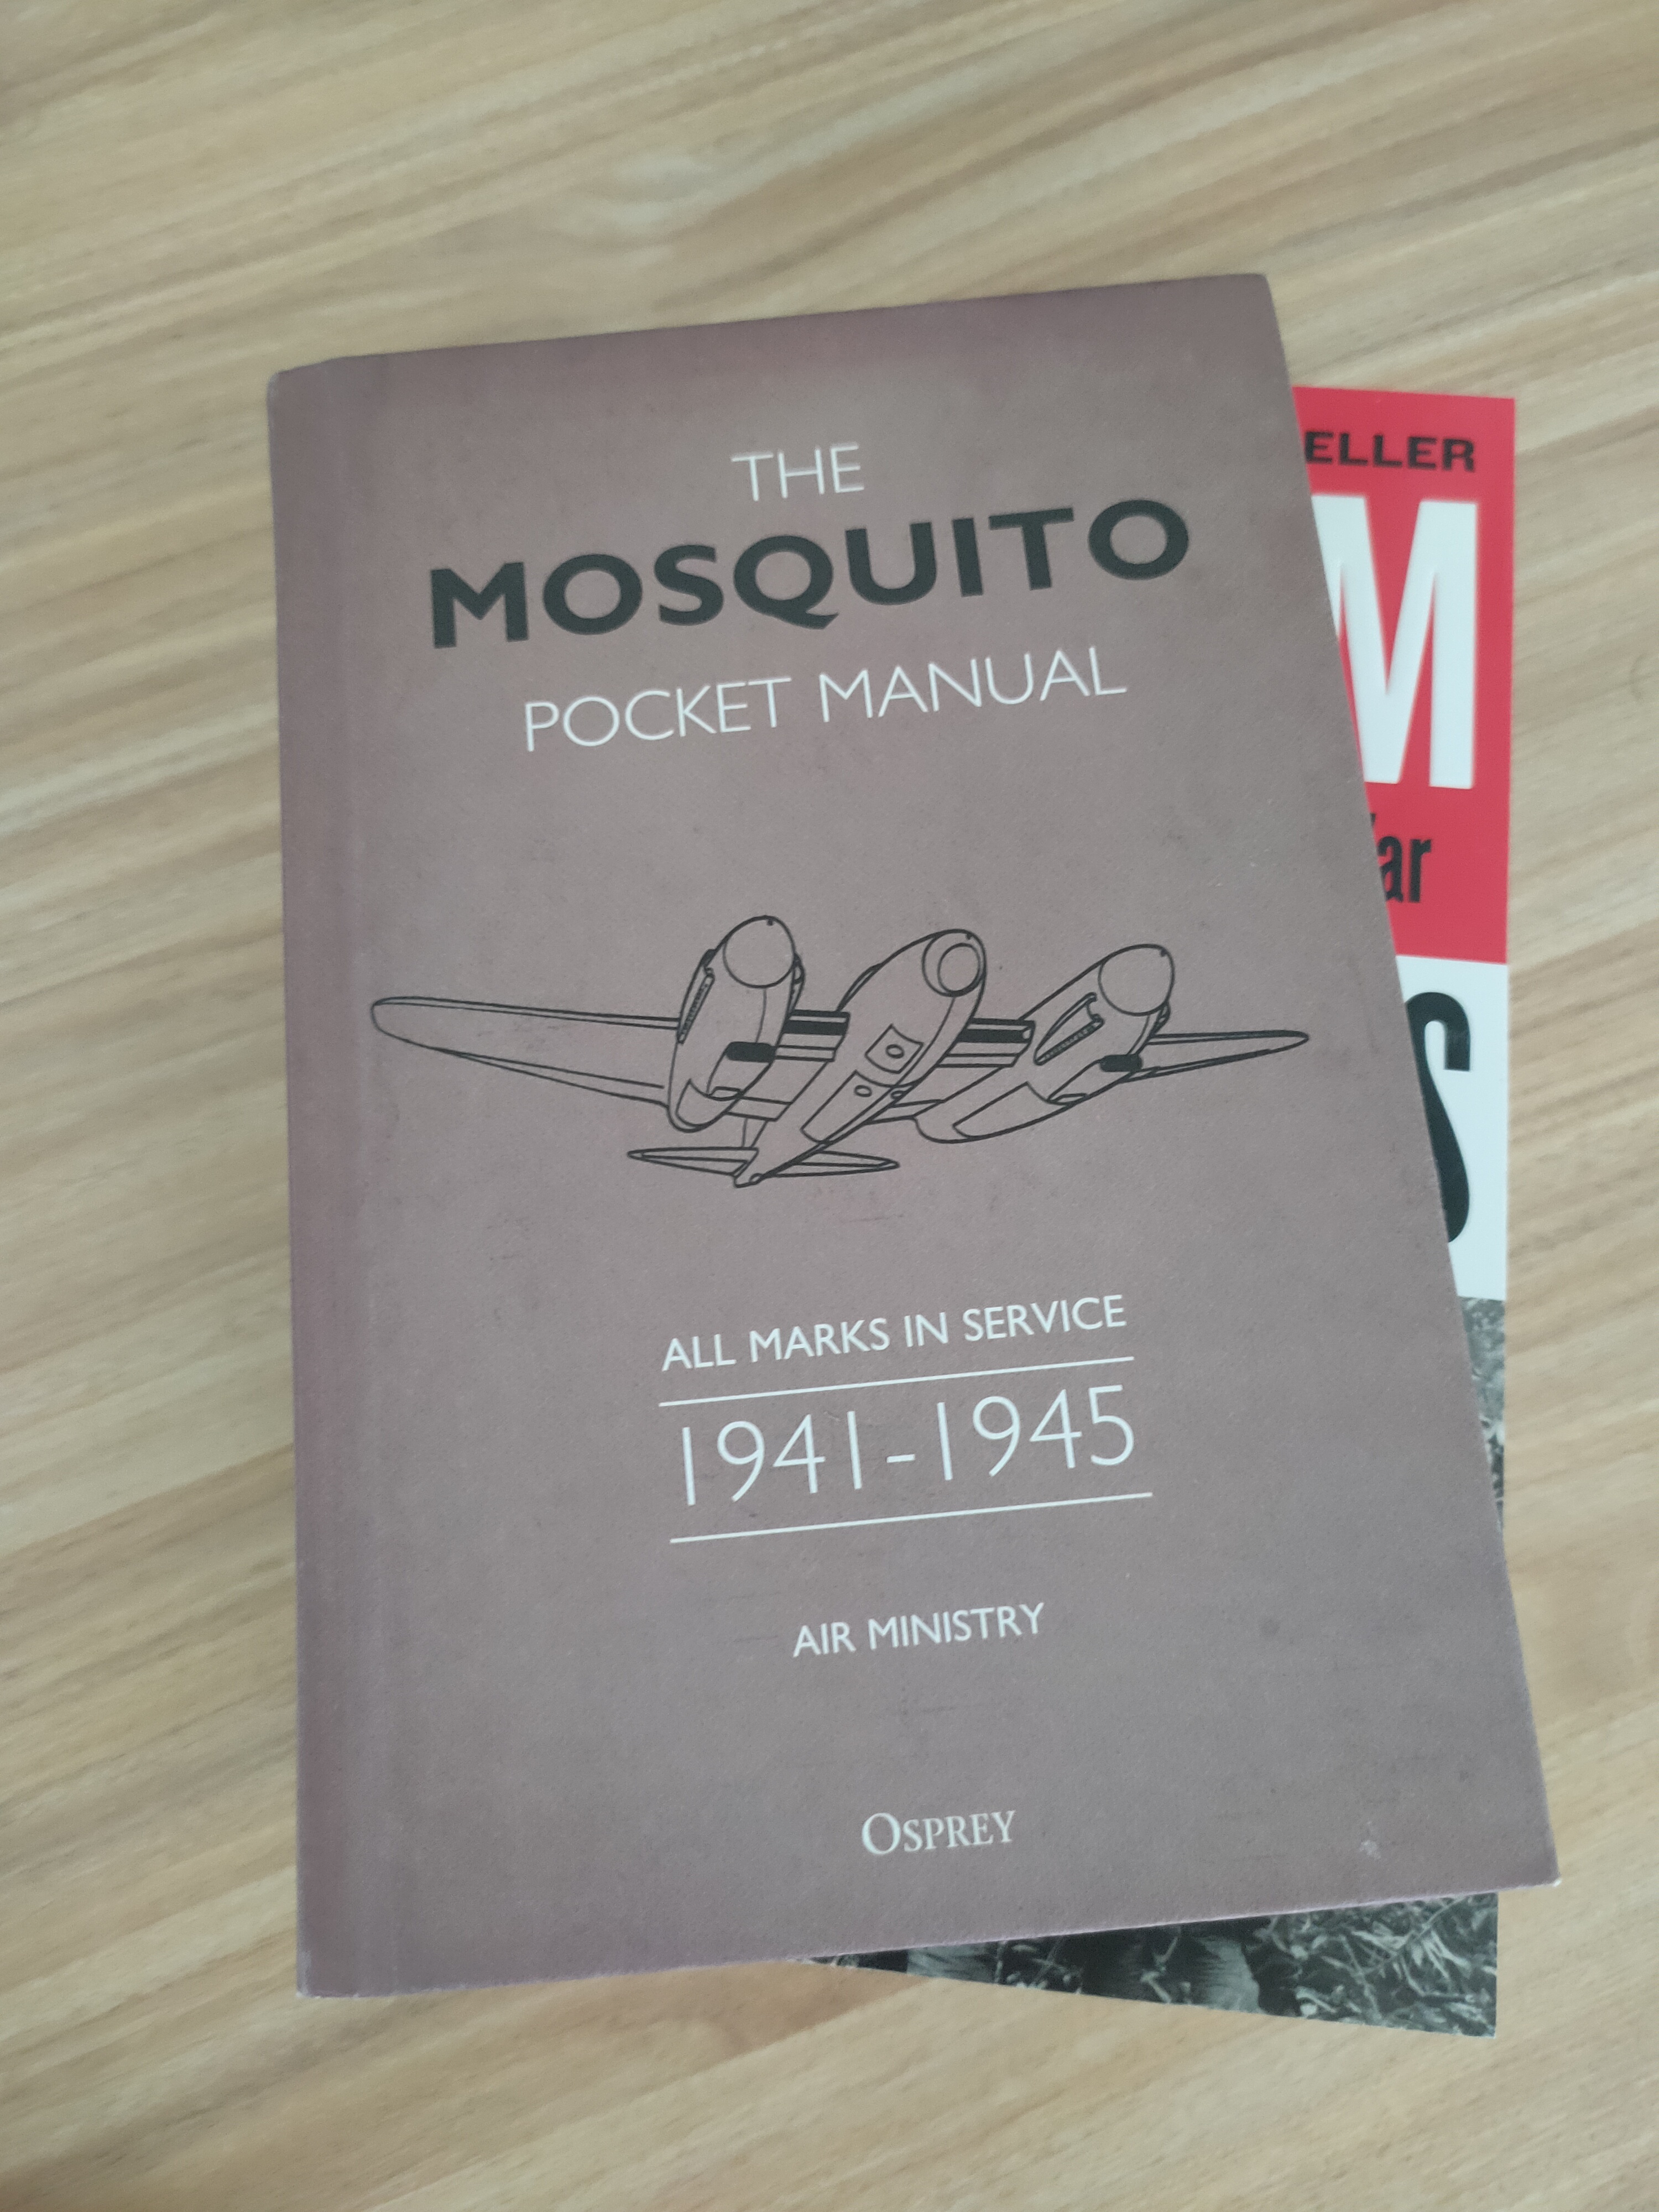 THE
MOSQUITO
POCKET MANUAL
ALL MARKS IN SERVICE
1941-1945
AIR MINISTRY
OSPREY